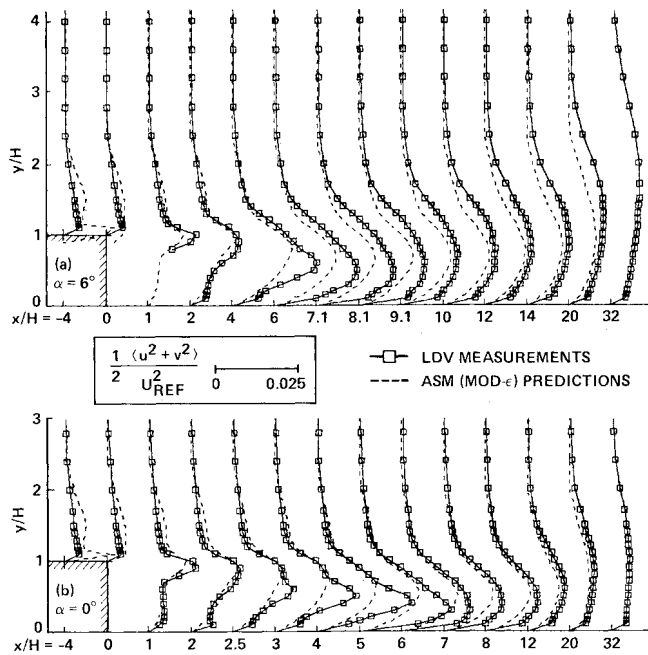 4
3
y/H
2
1
0
(a)
α = 6°
x/H = -4 0 1 2 4 6 7.1 8.1 9.1 10 12 14 20 32
1/2 ⟨u² + v²⟩/U²REF 0 0.025
LDV MEASUREMENTS
ASM (MOD-ε) PREDICTIONS
3
2
y/H
1
0
(b)
α = 0°
x/H = -4 0 1 2 2.5 3 4 5 6 7 8 12 20 32